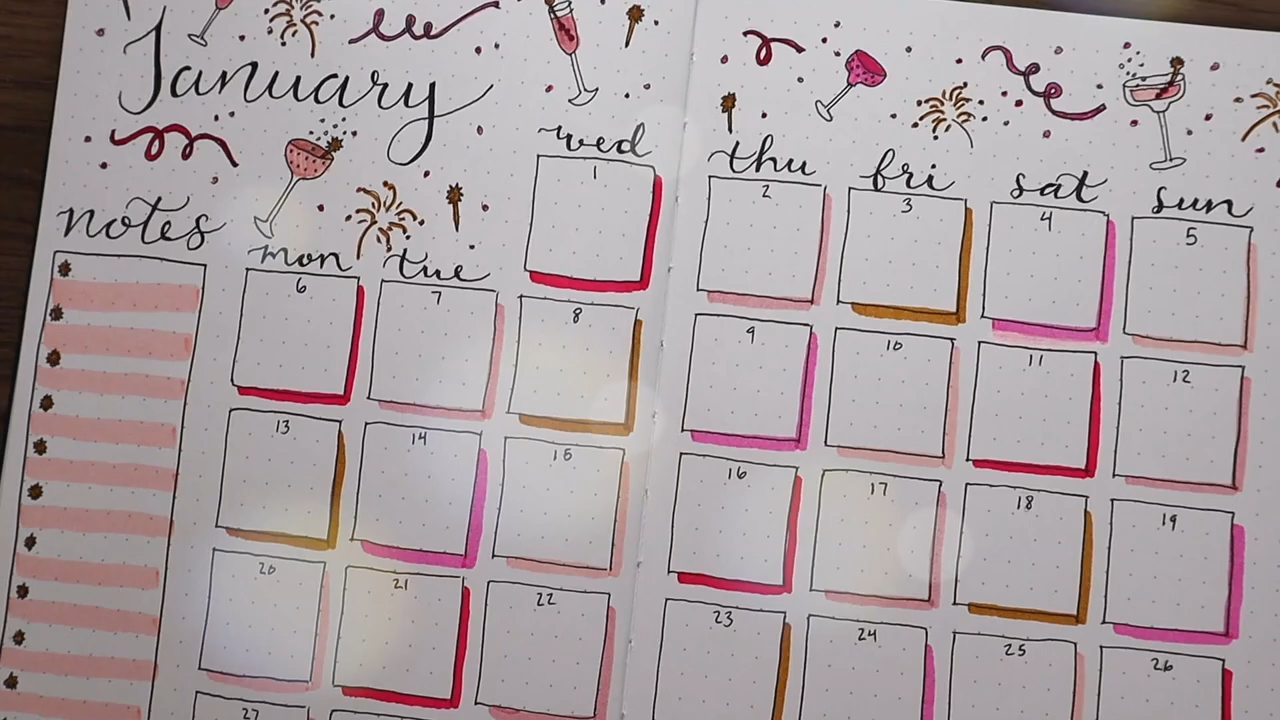 January
notes
wed thu fri sat sun
1 2 3 4 5
mon tue
6 7 8 9 10 11 12
13 14 15 16 17 18 19
20 21 22 23 24 25 26
27